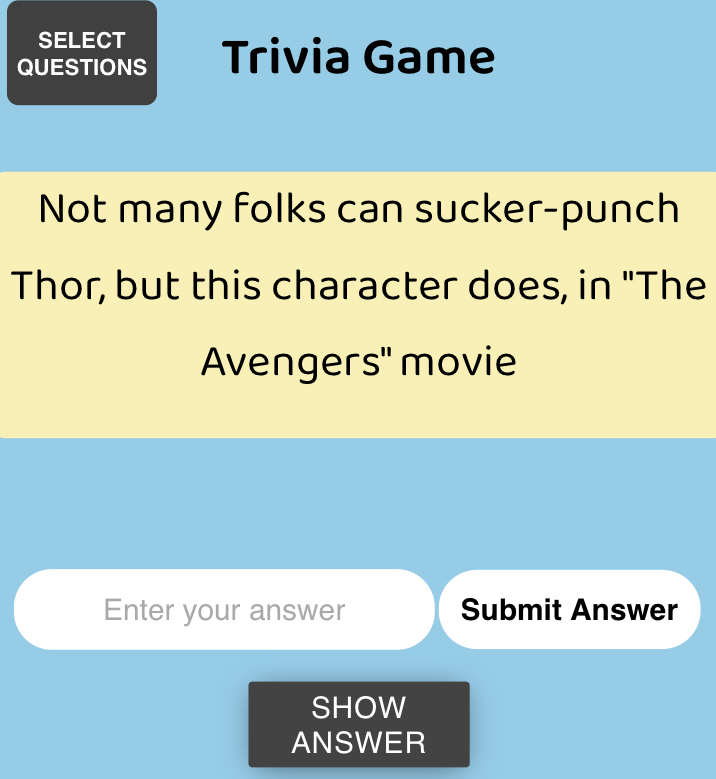 SELECT
QUESTIONS
Trivia Game
Not many folks can sucker-punch
Thor, but this character does, in "The
Avengers" movie
Enter your answer
Submit Answer
SHOW
ANSWER